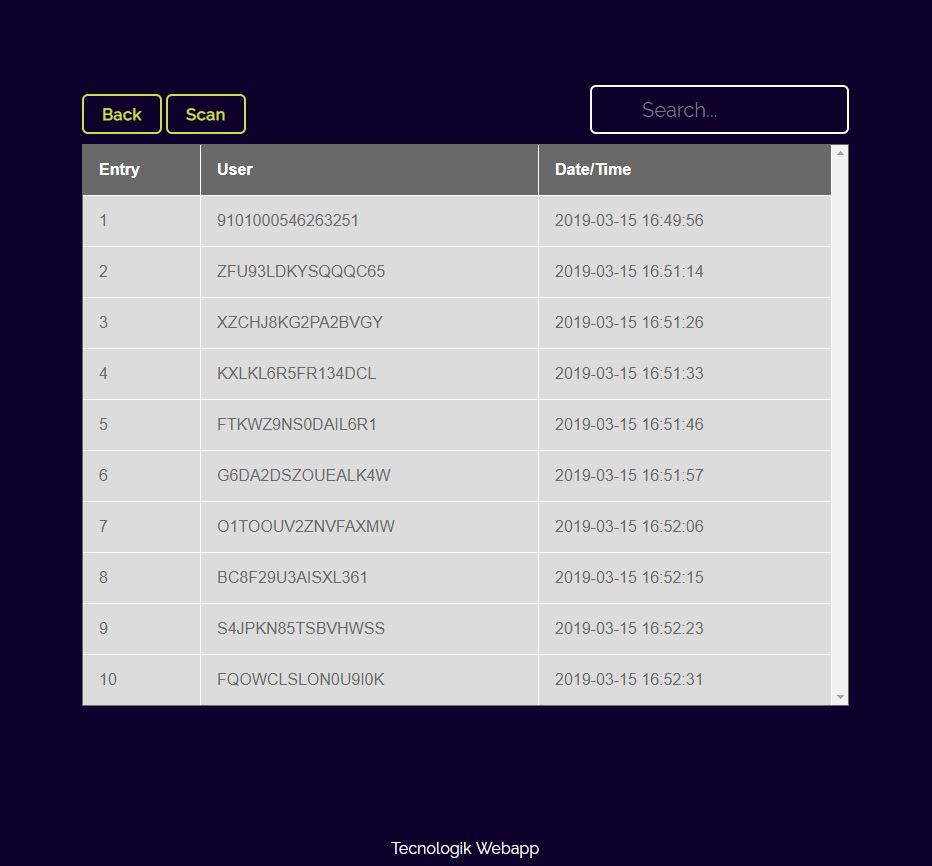 Back Scan Search...
Entry User Date/Time
1 9101000546263251 2019-03-15 16:49:56
2 ZFU93LDKYSQQQC65 2019-03-15 16:51:14
3 XZCHJ8KG2PA2BVGY 2019-03-15 16:51:26
4 KXLKL6R5FR134DCL 2019-03-15 16:51:33
5 FTKWZ9NS0DAIL6R1 2019-03-15 16:51:46
6 G6DA2DSZOUEALK4W 2019-03-15 16:51:57
7 O1TOOUV2ZNVFAXMW 2019-03-15 16:52:06
8 BC8F29U3AISXL361 2019-03-15 16:52:15
9 S4JPKN85TSBVHWSS 2019-03-15 16:52:23
10 FQOWCLSLON0U9I0K 2019-03-15 16:52:31
Tecnologik Webapp